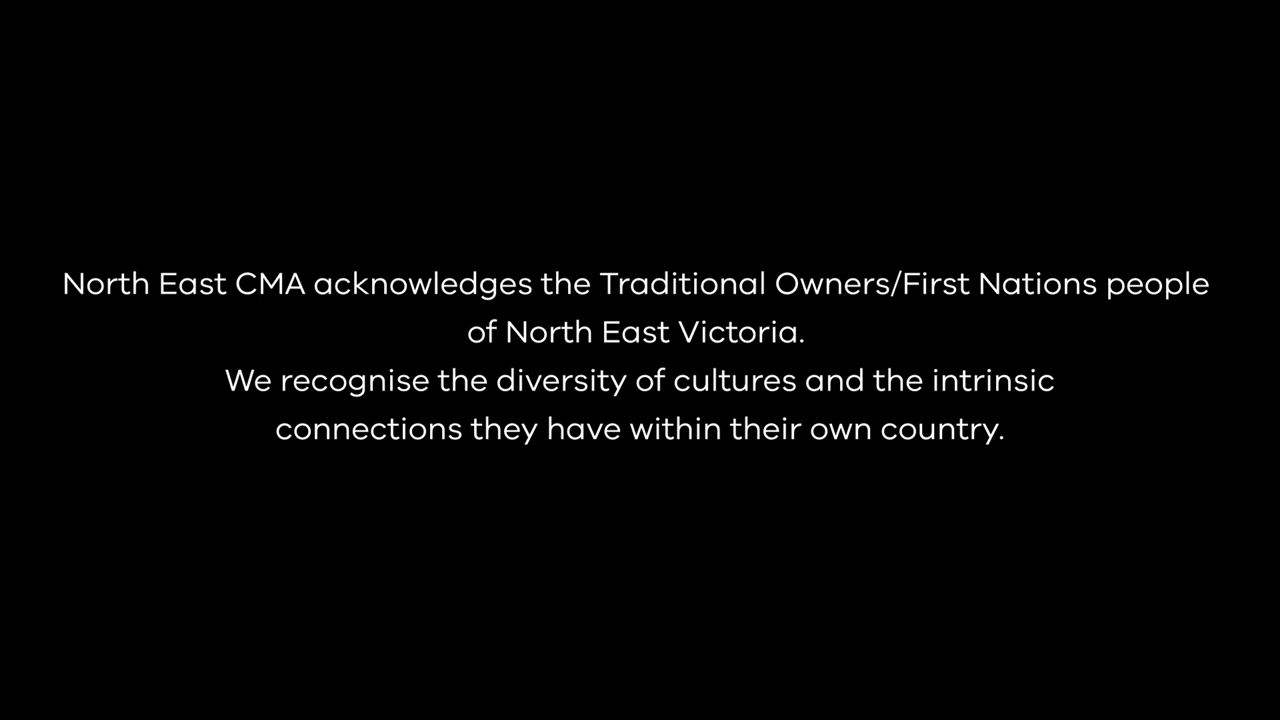 North East CMA acknowledges the Traditional Owners/First Nations people
of North East Victoria.
We recognise the diversity of cultures and the intrinsic
connections they have within their own country.